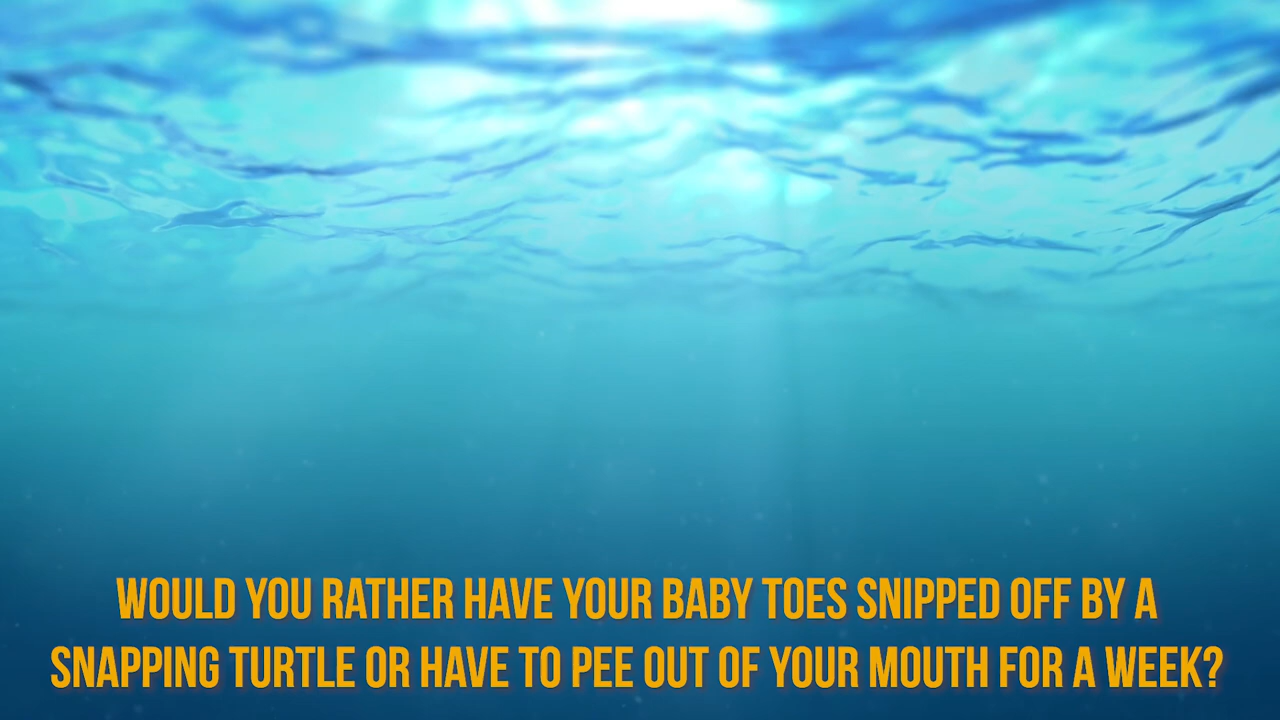 WOULD YOU RATHER HAVE YOUR BABY TOES SNIPPED OFF BY A
SNAPPING TURTLE OR HAVE TO PEE OUT OF YOUR MOUTH FOR A WEEK?